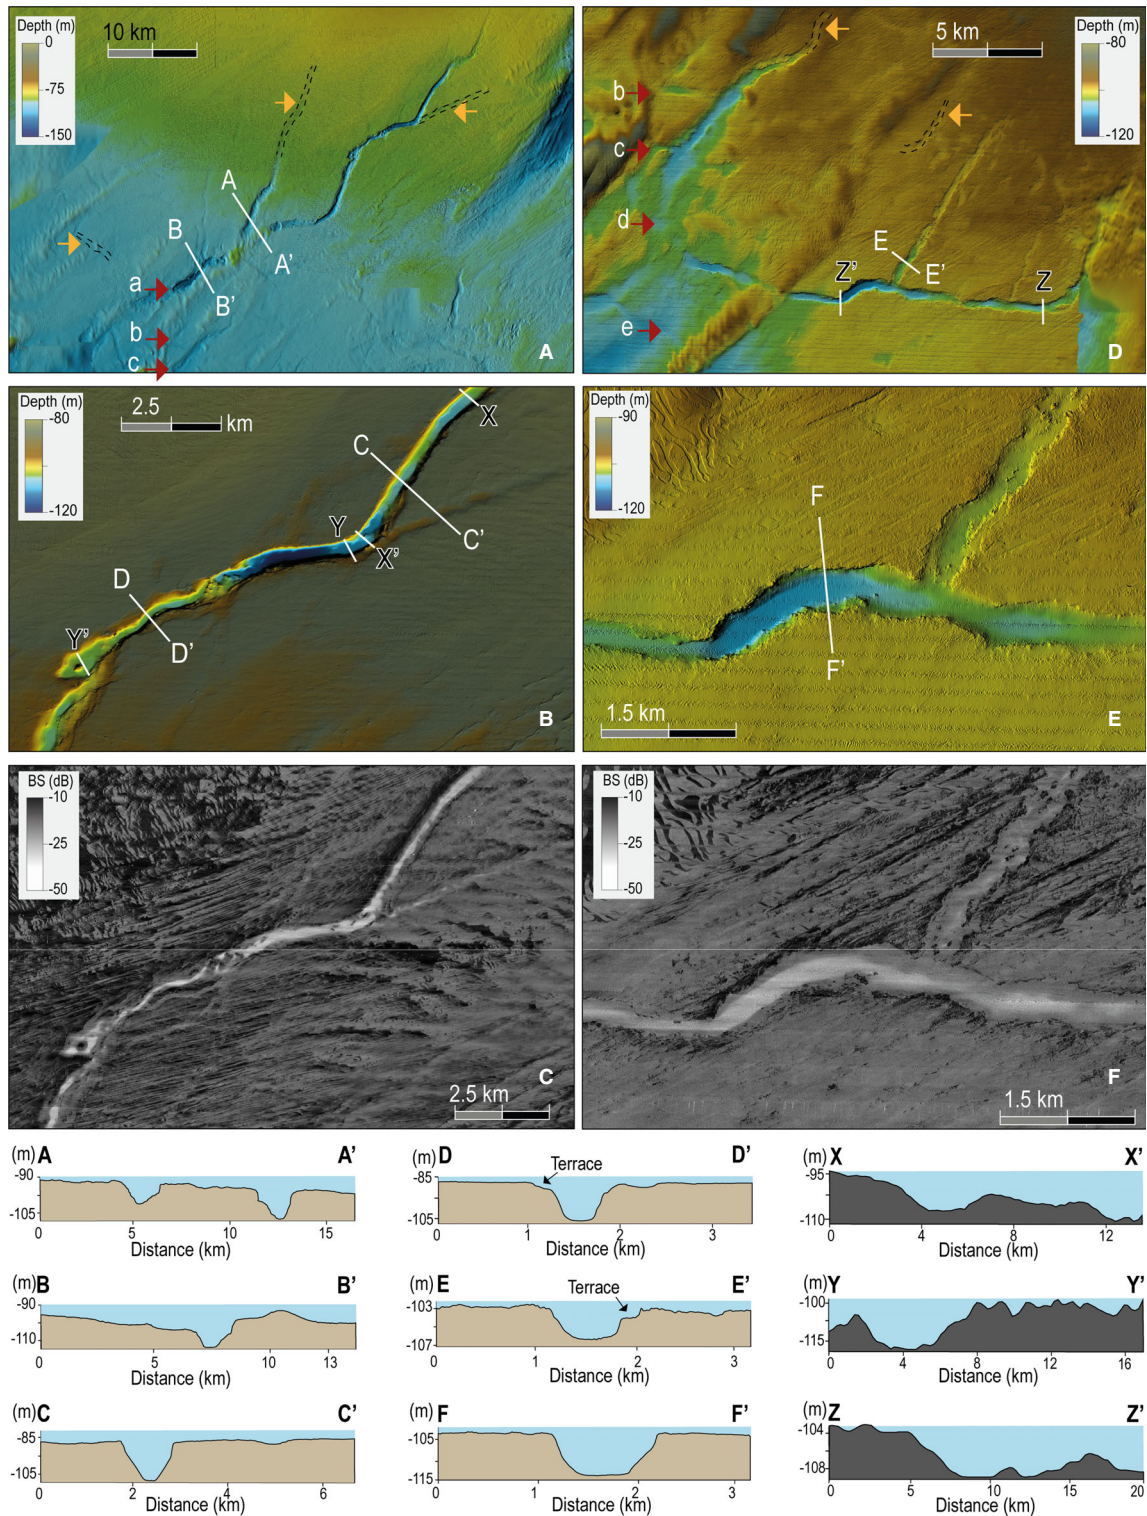 Depth (m)
0
-75
-150
10 km
A
A'
B
B'
a
b
c
A
Depth (m)
-80
-120
5 km
b
c
d
e
E
E'
Z'
Z
D
Depth (m)
-80
-120
2.5 km
X
C
C'
Y
X'
D
D'
Y'
B
Depth (m)
-90
-120
F
F'
1.5 km
E
BS (dB)
-10
-25
-50
2.5 km
C
BS (dB)
-10
-25
-50
1.5 km
F
(m) A A'
-90
-105
5 10 15
Distance (km)
(m) D D'
Terrace
-85
-105
0 1 2 3
Distance (km)
(m) X X'
-95
-110
0 4 8 12
Distance (km)
(m) B B'
-90
-110
0 5 10 13
Distance (km)
(m) E E'
Terrace
-103
-107
0 1 2 3
Distance (km)
(m) Y Y'
-100
-115
0 4 8 12 16
Distance (km)
(m) C C'
-85
-105
0 2 4 6
Distance (km)
(m) F F'
-105
-115
0 1 2 3
Distance (km)
(m) Z Z'
-104
-108
0 5 10 15 20
Distance (km)